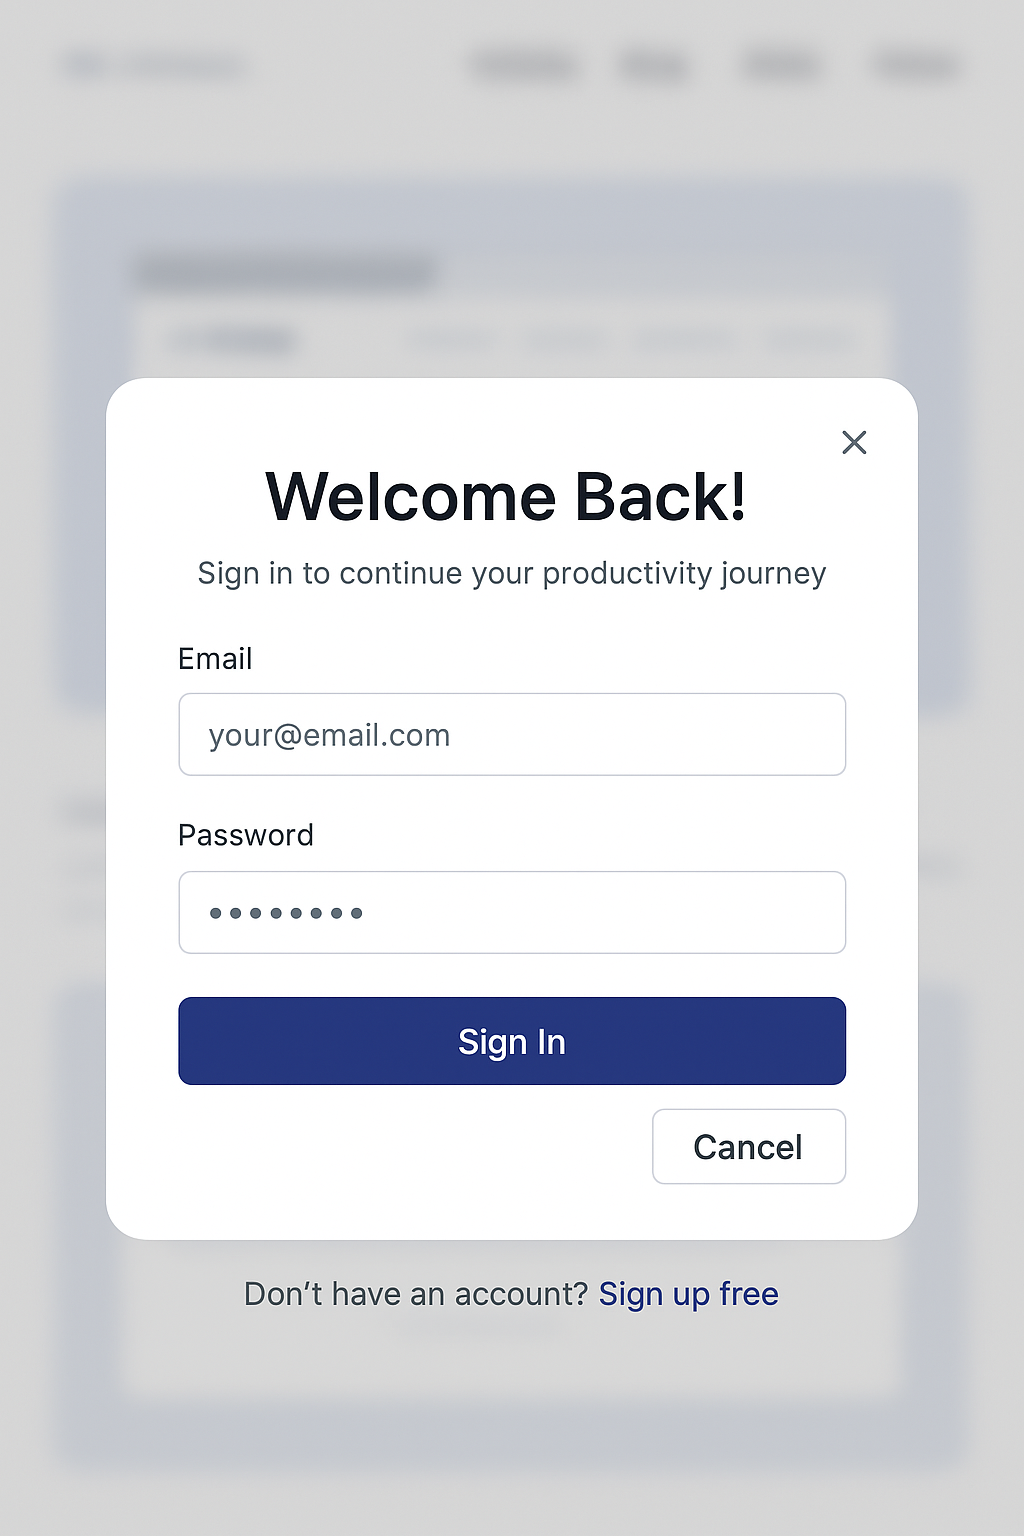 Welcome Back!
Sign in to continue your productivity journey
Email
your@email.com
Password
••••••••
Sign In
Cancel
Don’t have an account? Sign up free